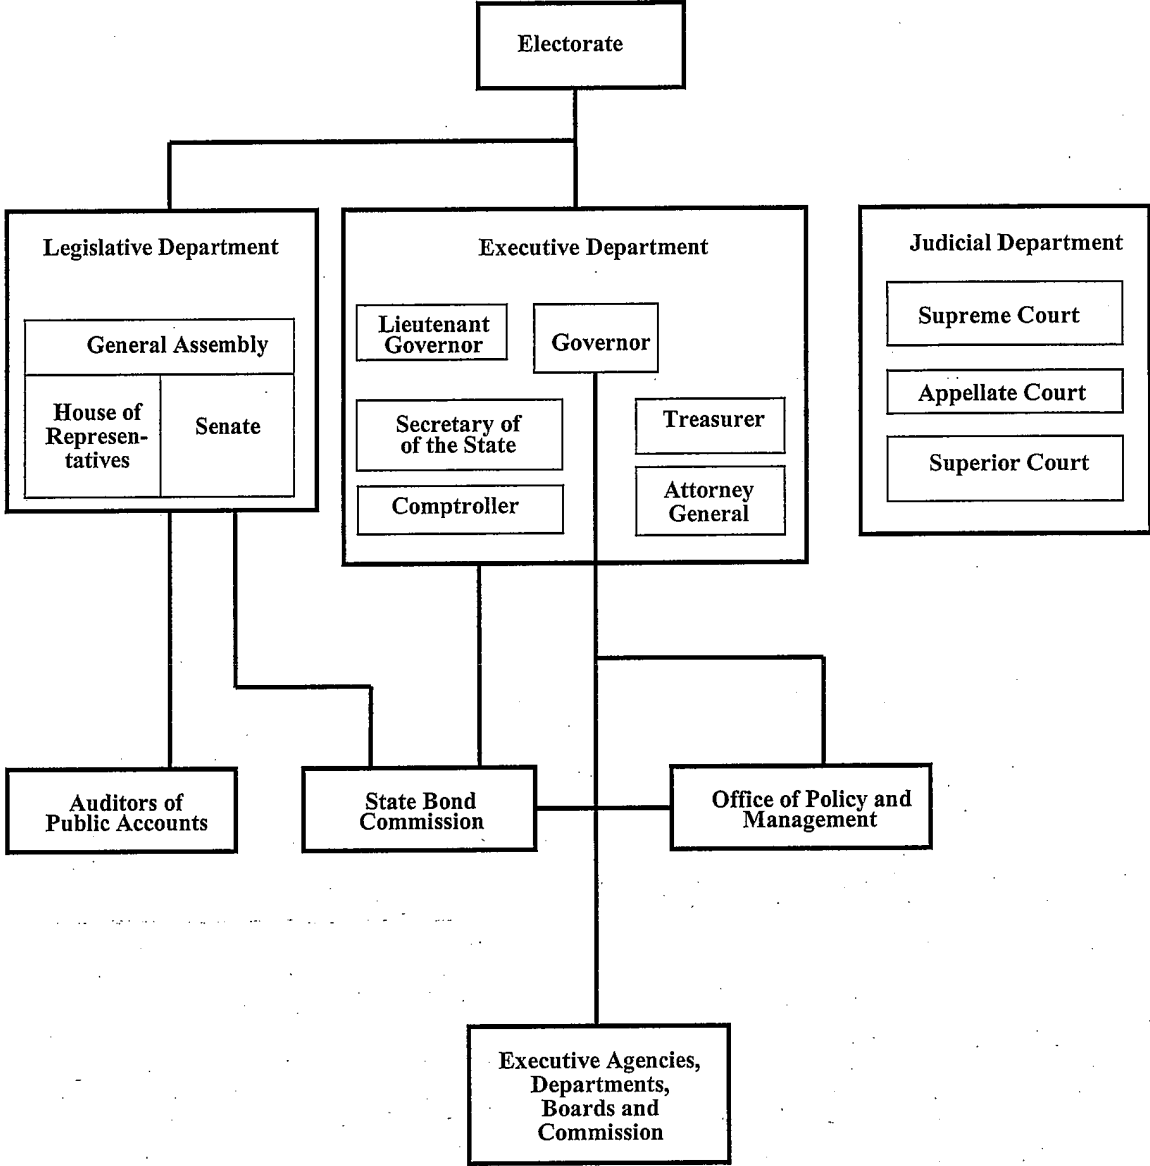 Electorate
Legislative Department
General Assembly
House of
Represen-
tatives
Senate
Executive Department
Lieutenant
Governor
Governor
Secretary of
of the State
Treasurer
Comptroller
Attorney
General
Judicial Department
Supreme Court
Appellate Court
Superior Court
Auditors of
Public Accounts
State Bond
Commission
Office of Policy and
Management
Executive Agencies,
Departments,
Boards and
Commission